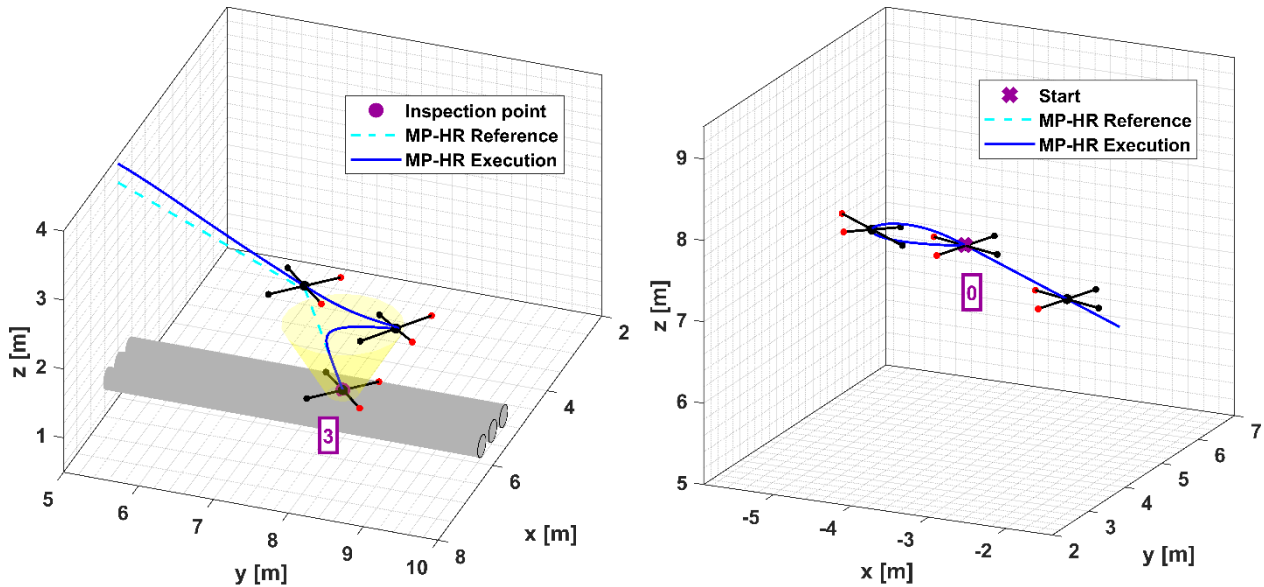 Inspection point
MP-HR Reference
MP-HR Execution
4
3
2
1
z [m]
5
6
7
8
9
10
y [m]
8
6
4
2
x [m]
3
Start
MP-HR Reference
MP-HR Execution
9
8
7
6
5
z [m]
-5
-4
-3
-2
x [m]
2
3
4
5
6
7
y [m]
0